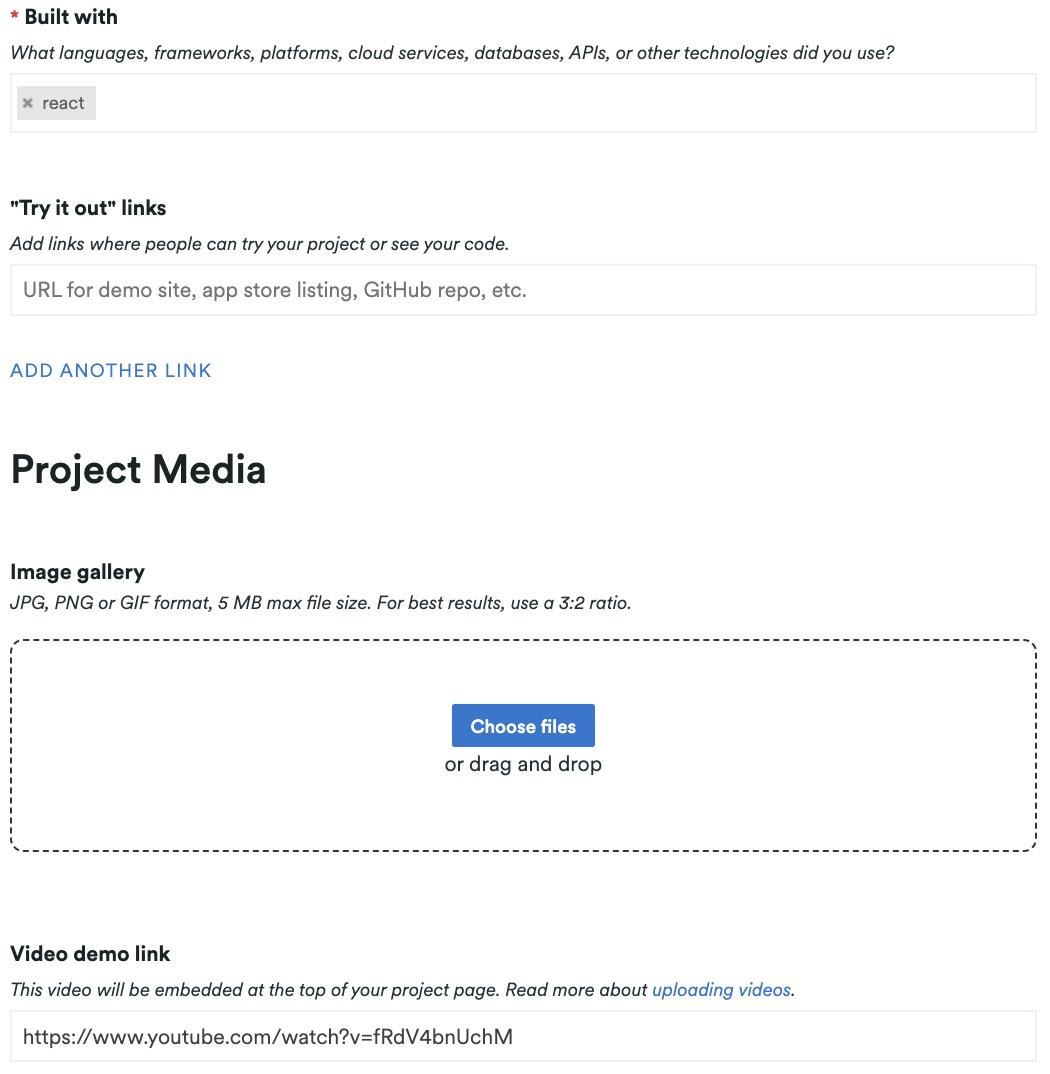 * Built with
What languages, frameworks, platforms, cloud services, databases, APIs, or other technologies did you use?
× react
"Try it out" links
Add links where people can try your project or see your code.
URL for demo site, app store listing, GitHub repo, etc.
ADD ANOTHER LINK
Project Media
Image gallery
JPG, PNG or GIF format, 5 MB max file size. For best results, use a 3:2 ratio.
Choose files
or drag and drop
Video demo link
This video will be embedded at the top of your project page. Read more about uploading videos.
https://www.youtube.com/watch?v=fRdV4bnUchM